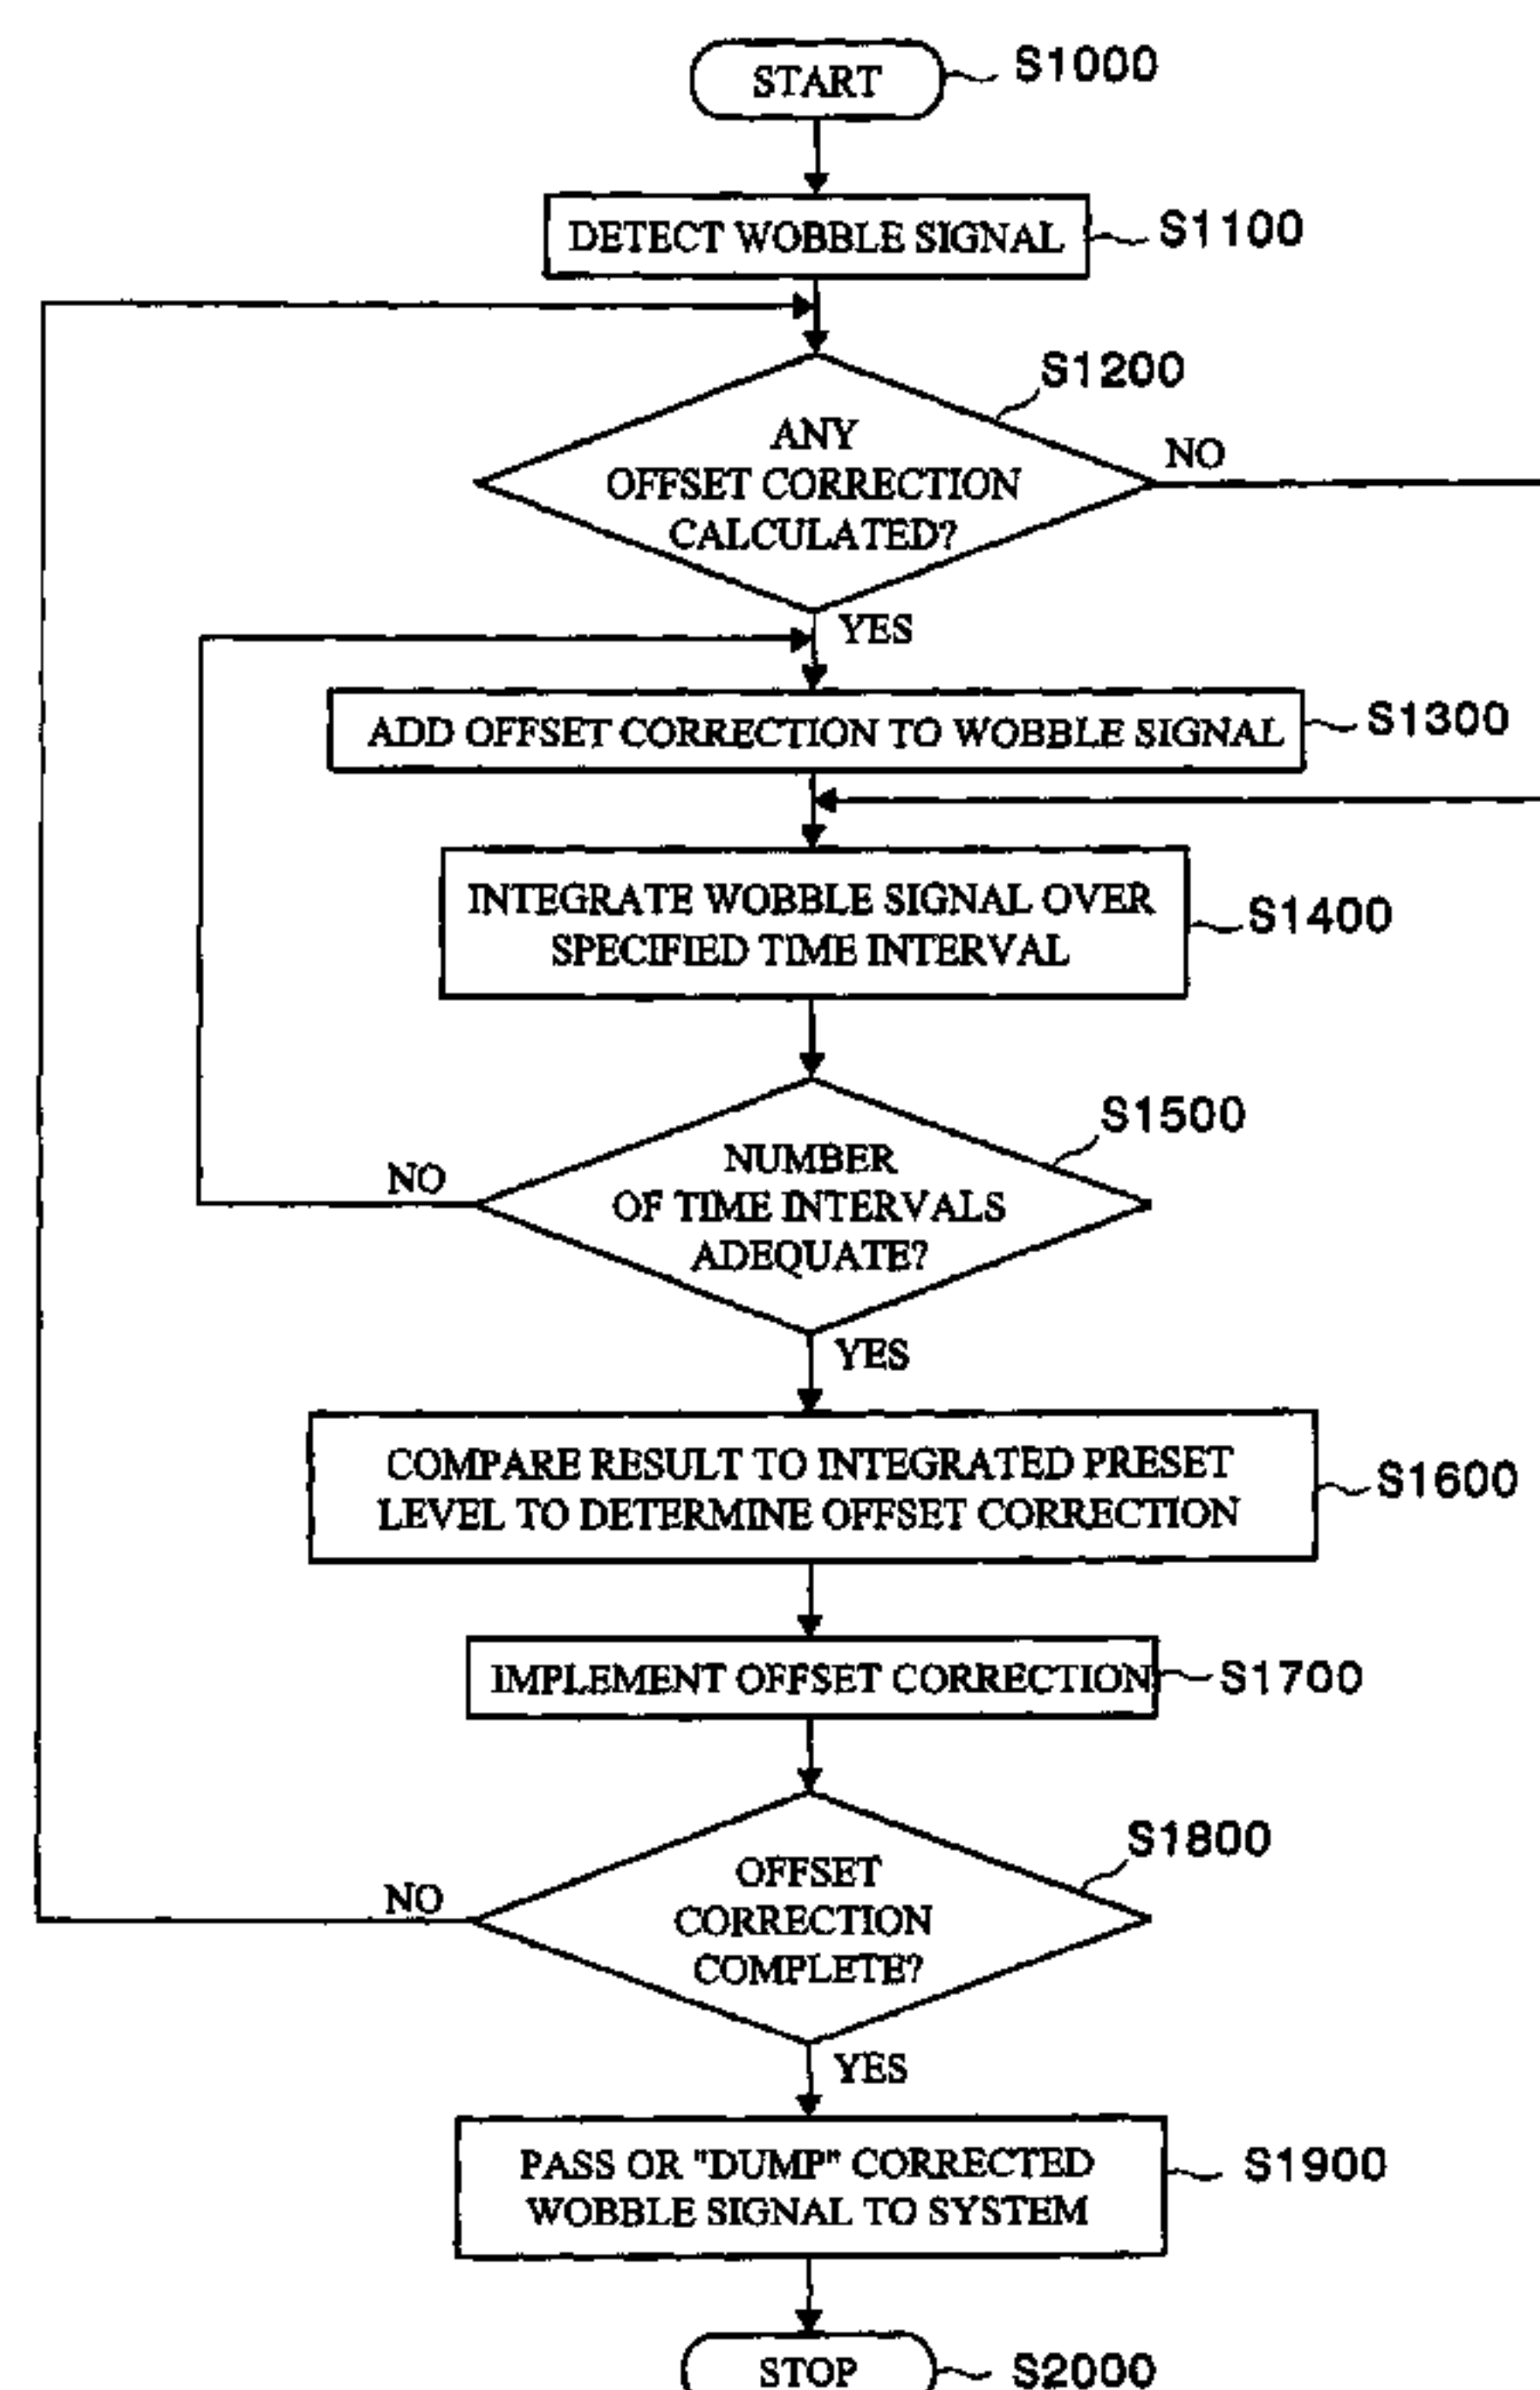 START
S1000
DETECT WOBBLE SIGNAL
S1100
S1200
ANY
OFFSET CORRECTION
CALCULATED?
NO
YES
ADD OFFSET CORRECTION TO WOBBLE SIGNAL
S1300
INTEGRATE WOBBLE SIGNAL OVER
SPECIFIED TIME INTERVAL
S1400
S1500
NUMBER
OF TIME INTERVALS
ADEQUATE?
NO
YES
COMPARE RESULT TO INTEGRATED PRESET
LEVEL TO DETERMINE OFFSET CORRECTION
S1600
IMPLEMENT OFFSET CORRECTION
S1700
S1800
OFFSET
CORRECTION
COMPLETE?
NO
YES
PASS OR "DUMP" CORRECTED
WOBBLE SIGNAL TO SYSTEM
S1900
STOP
S2000